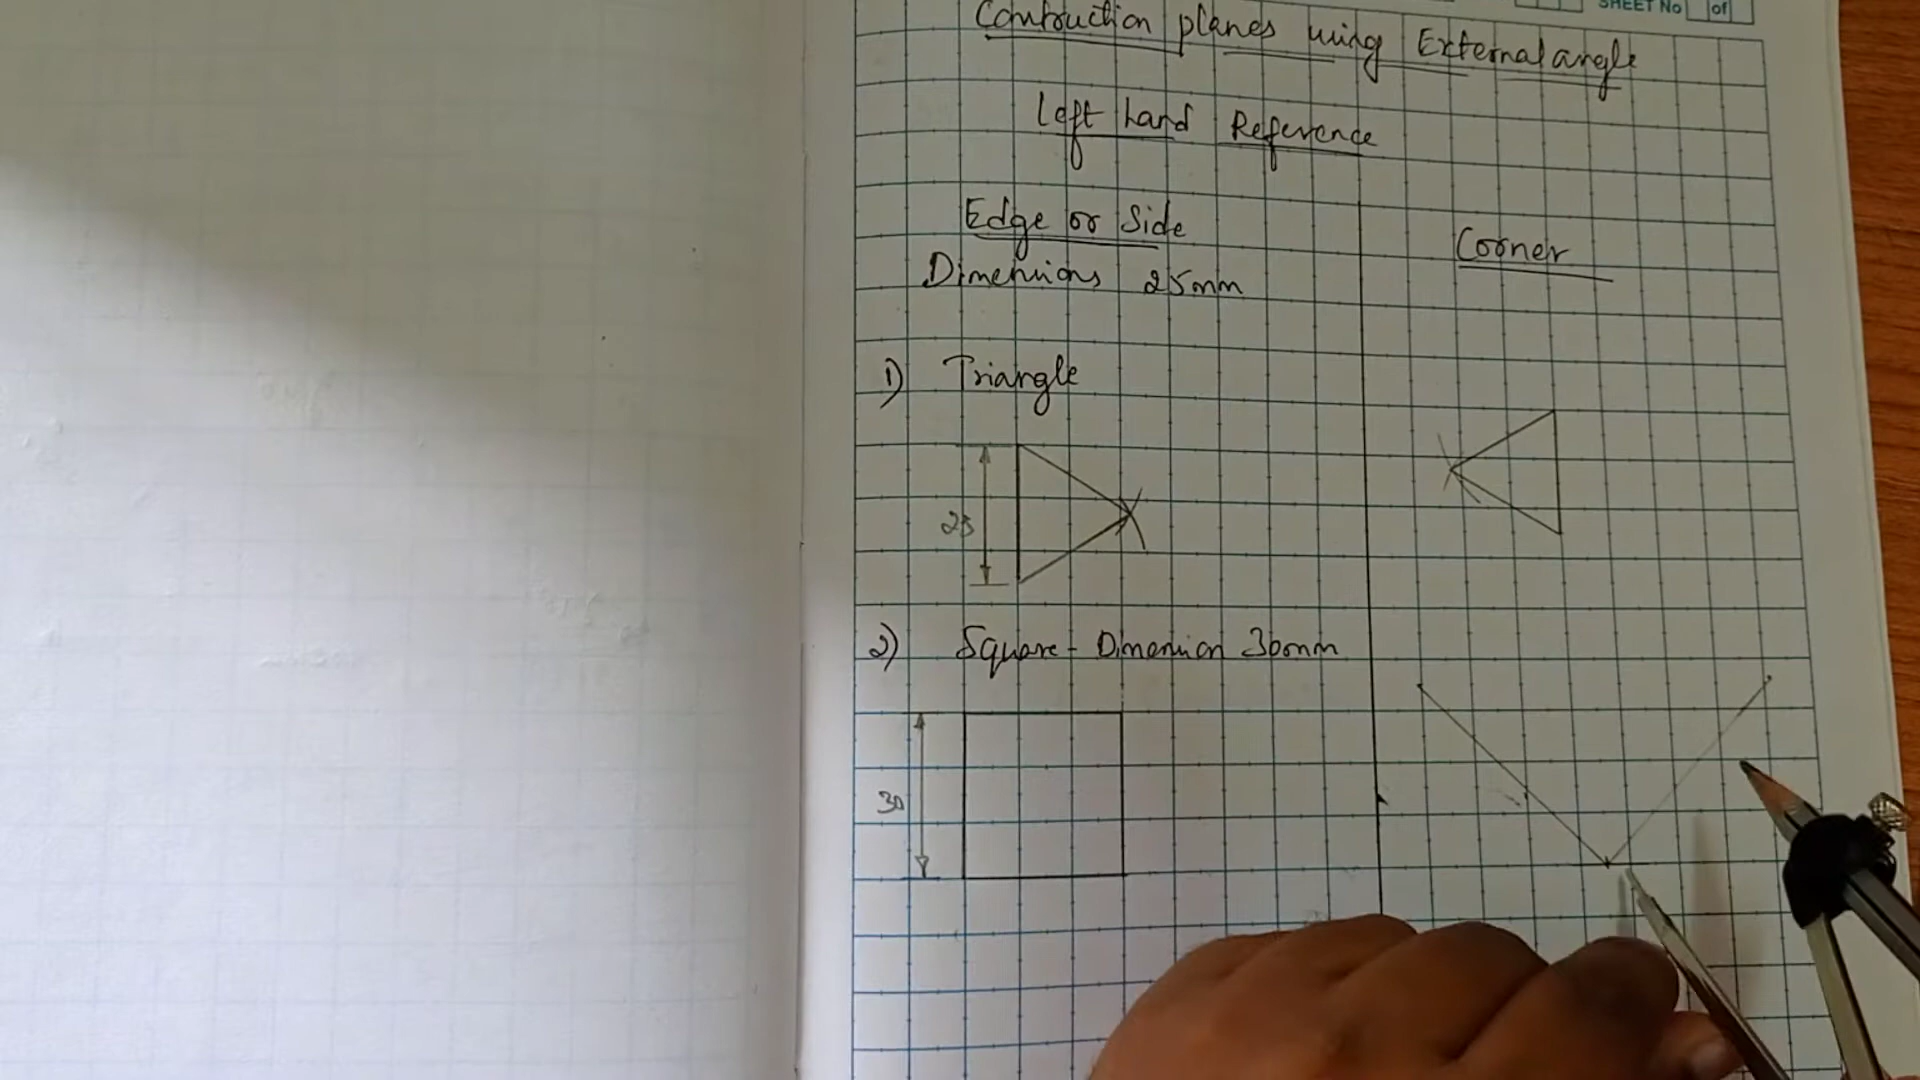 SHEET No of
Contruction planes using External angle
Left hand Reference
Edge or Side
Corner
Dimensions 25mm
1) Triangle
25
2) Square - Dimension 30mm
30